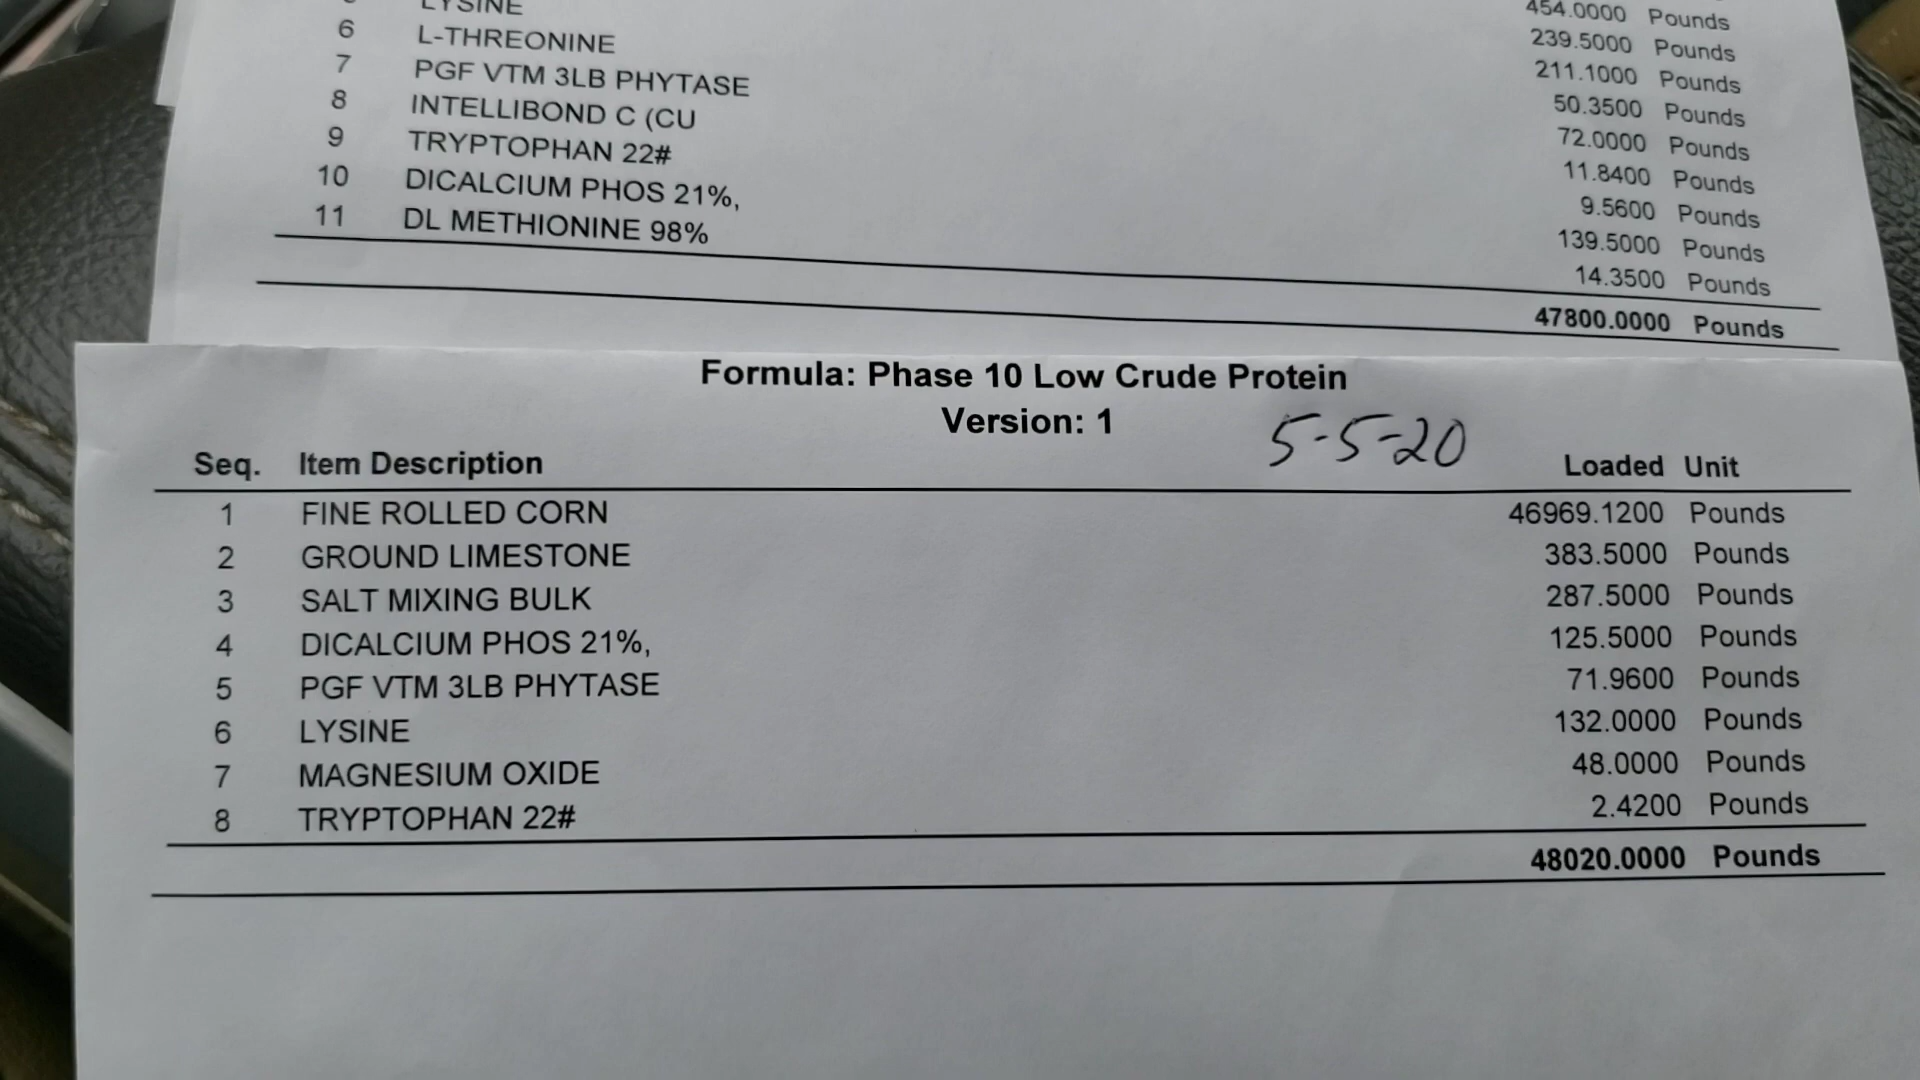 454.0000 Pounds
239.5000 Pounds
LYSINE 211.1000 Pounds
6 L-THREONINE 50.3500 Pounds
7 PGF VTM 3LB PHYTASE 72.0000 Pounds
8 INTELLIBOND C (CU 11.8400 Pounds
9 TRYPTOPHAN 22# 9.5600 Pounds
10 DICALCIUM PHOS 21%, 139.5000 Pounds
11 DL METHIONINE 98% 14.3500 Pounds
47800.0000 Pounds
Formula: Phase 10 Low Crude Protein
Version: 1
5-5-20
Seq. Item Description Loaded Unit
1 FINE ROLLED CORN 46969.1200 Pounds
2 GROUND LIMESTONE 383.5000 Pounds
3 SALT MIXING BULK 287.5000 Pounds
4 DICALCIUM PHOS 21%, 125.5000 Pounds
5 PGF VTM 3LB PHYTASE 71.9600 Pounds
6 LYSINE 132.0000 Pounds
7 MAGNESIUM OXIDE 48.0000 Pounds
8 TRYPTOPHAN 22# 2.4200 Pounds
48020.0000 Pounds